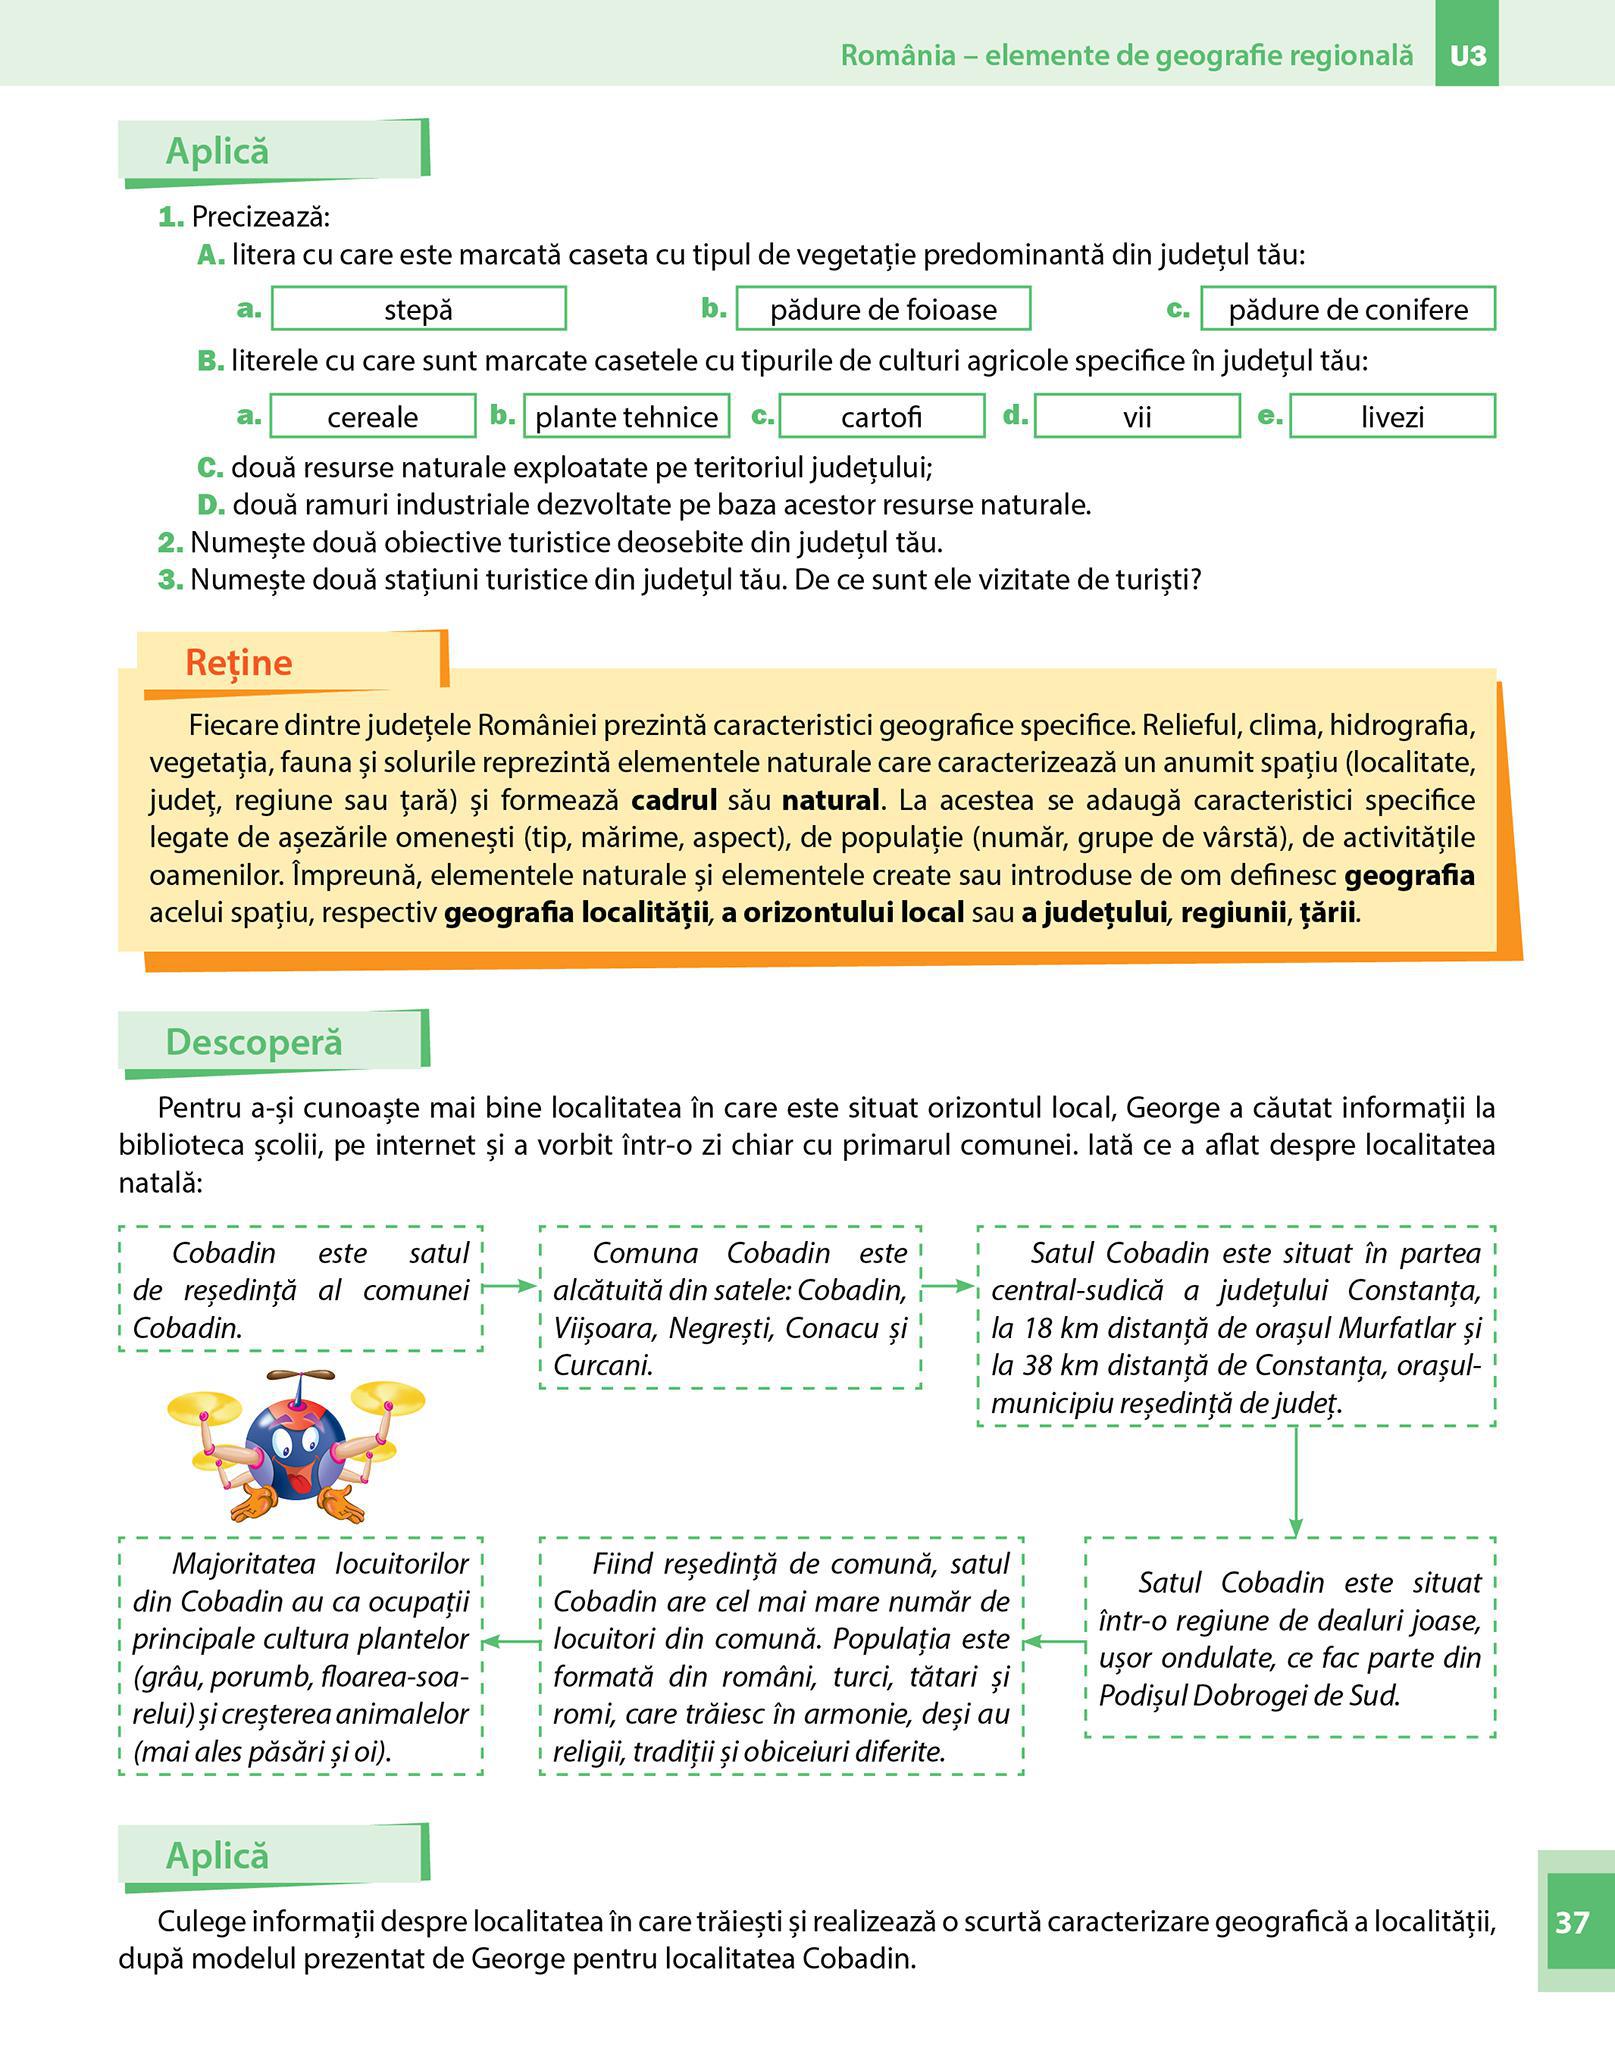 România – elemente de geografie regională U3
Aplică
1. Precizează:
A. litera cu care este marcată caseta cu tipul de vegetație predominantă din județul tău:
a. stepă b. pădure de foioase c. pădure de conifere
B. literele cu care sunt marcate casetele cu tipurile de culturi agricole specifice în județul tău:
a. cereale b. plante tehnice c. cartofi d. vii e. livezi
C. două resurse naturale exploatate pe teritoriul județului;
D. două ramuri industriale dezvoltate pe baza acestor resurse naturale.
2. Numește două obiective turistice deosebite din județul tău.
3. Numește două stațiuni turistice din județul tău. De ce sunt ele vizitate de turiști?
Reține
Fiecare dintre județele României prezintă caracteristici geografice specifice. Relieful, clima, hidrografia,
vegetația, fauna și solurile reprezintă elementele naturale care caracterizează un anumit spațiu (localitate,
județ, regiune sau țară) și formează cadrul său natural. La acestea se adaugă caracteristici specifice
legate de așezările omenești (tip, mărime, aspect), de populație (număr, grupe de vârstă), de activitățile
oamenilor. Împreună, elementele naturale și elementele create sau introduse de om definesc geografia
acelui spațiu, respectiv geografia localității, a orizontului local sau a județului, regiunii, țării.
Descoperă
Pentru a-și cunoaște mai bine localitatea în care este situat orizontul local, George a căutat informații la
biblioteca școlii, pe internet și a vorbit într-o zi chiar cu primarul comunei. Iată ce a aflat despre localitatea
natală:
Cobadin este satul
de reședință al comunei
Cobadin.
Comuna Cobadin este
alcătuită din satele: Cobadin,
Viișoara, Negrești, Conacu și
Curcani.
Satul Cobadin este situat în partea
central-sudică a județului Constanța,
la 18 km distanță de orașul Murfatlar și
la 38 km distanță de Constanța, orașul-
municipiu reședință de județ.
Satul Cobadin este situat
într-o regiune de dealuri joase,
ușor ondulate, ce fac parte din
Podișul Dobrogei de Sud.
Fiind reședință de comună, satul
Cobadin are cel mai mare număr de
locuitori din comună. Populația este
formată din români, turci, tătari și
romi, care trăiesc în armonie, deși au
religii, tradiții și obiceiuri diferite.
Majoritatea locuitorilor
din Cobadin au ca ocupații
principale cultura plantelor
(grâu, porumb, floarea-soa-
relui) și creșterea animalelor
(mai ales păsări și oi).
Aplică
Culege informații despre localitatea în care trăiești și realizează o scurtă caracterizare geografică a localității,
după modelul prezentat de George pentru localitatea Cobadin.
37